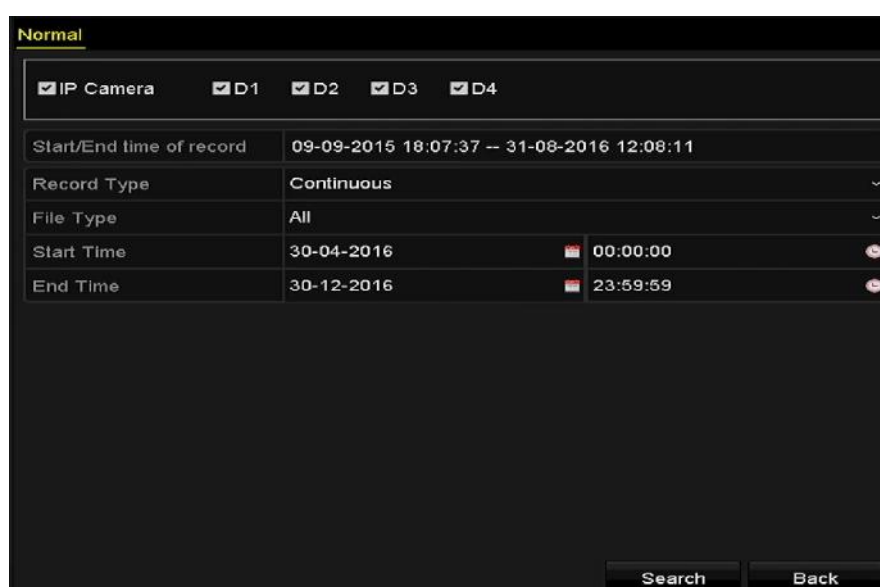 Normal
IP Camera D1 D2 D3 D4
Start/End time of record 09-09-2015 18:07:37 -- 31-08-2016 12:08:11
Record Type Continuous
File Type All
Start Time 30-04-2016 00:00:00
End Time 30-12-2016 23:59:59
Search Back